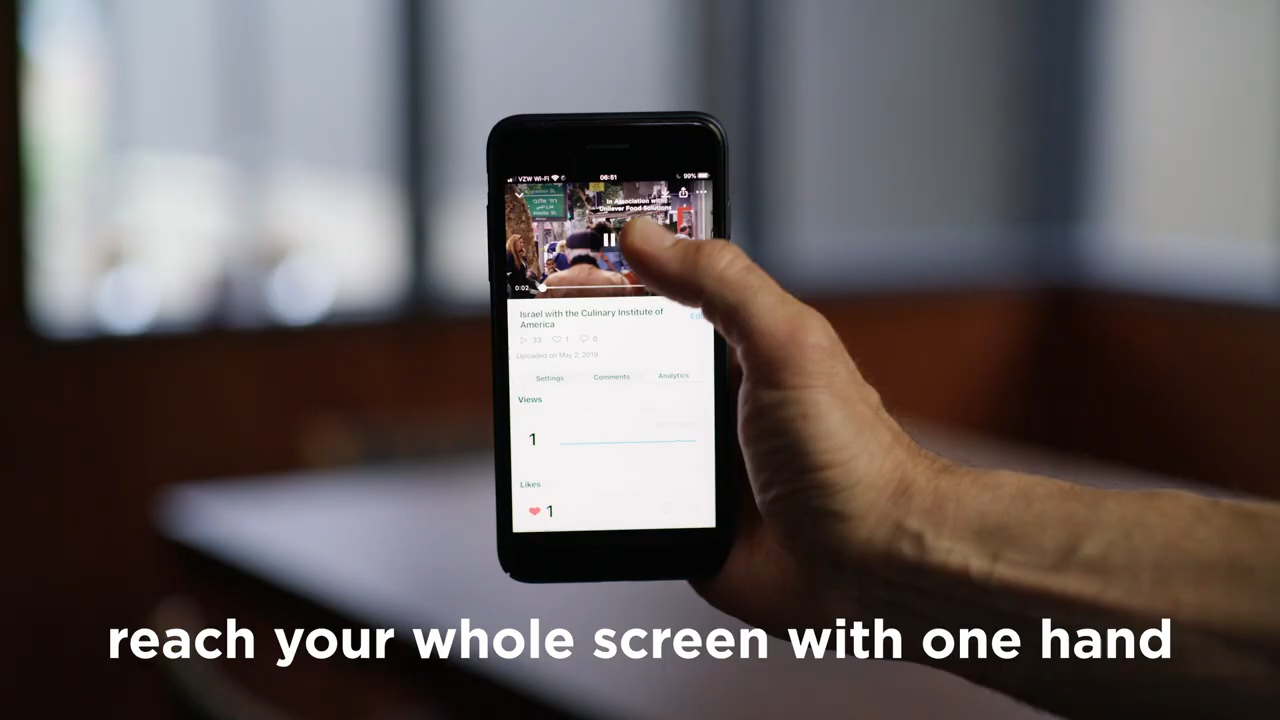 VZW Wi-Fi
06:51
99%
In Association with
Unilever Food Solutions
0:02
Israel with the Culinary Institute of
America
33
1
0
Uploaded on May 2, 2019
Settings
Comments
Analytics
Views
1
Likes
1
reach your whole screen with one hand